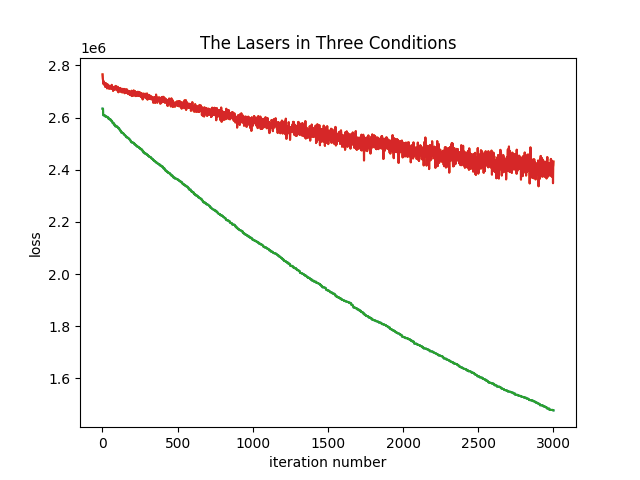 The Lasers in Three Conditions
1e6
2.8
2.6
2.4
2.2
2.0
1.8
1.6
loss
0 500 1000 1500 2000 2500 3000
iteration number